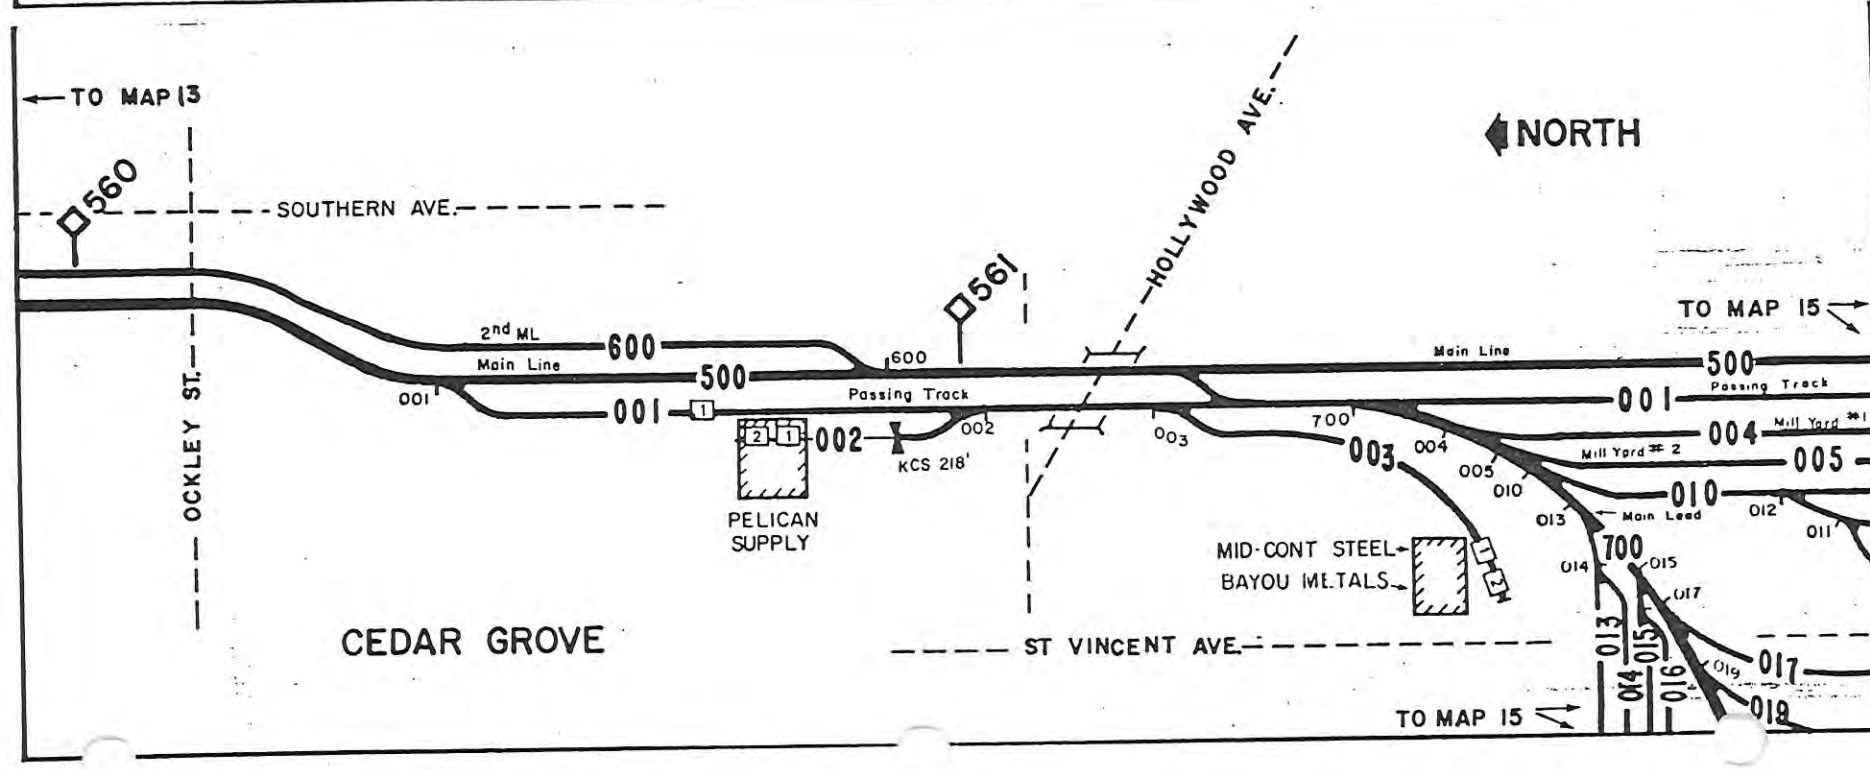 TO MAP 13
NORTH
560
SOUTHERN AVE.
HOLLYWOOD AVE.
561
TO MAP 15
2nd ML
600
600
Main Line
500
Main Line
500
OCKLEY ST.
001
001
1
Passing Track
Passing Track
001
2
1
002
KCS 218'
002
003
003
700
004
004
Mill Yard #1
005
Mill Yard # 2
005
010
010
012
011
013
Main Lead
PELICAN
SUPPLY
MID-CONT STEEL
BAYOU METALS
1
2
700
014
015
017
013
014
015
016
019
017
019
CEDAR GROVE
ST VINCENT AVE.
TO MAP 15